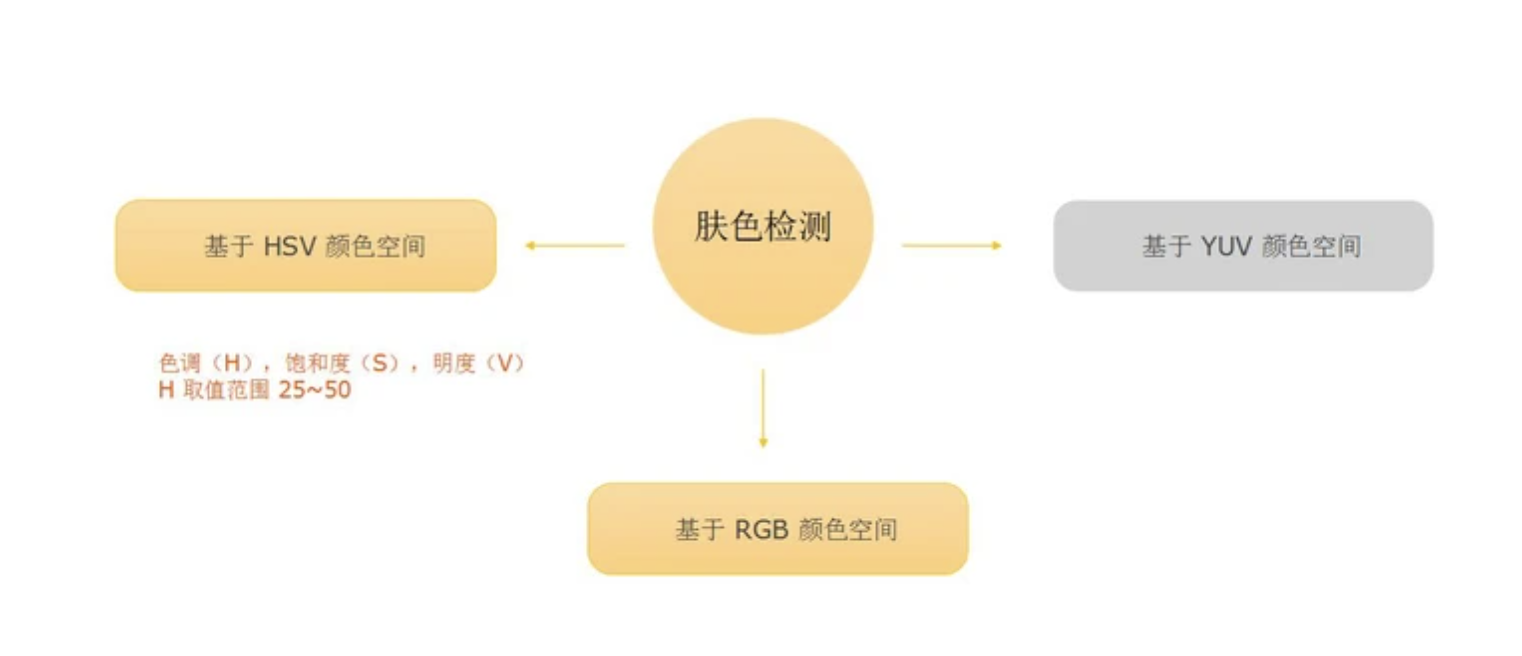 肤色检测
基于 HSV 颜色空间
基于 YUV 颜色空间
色调（H），饱和度（S），明度（V）
H 取值范围 25~50
基于 RGB 颜色空间